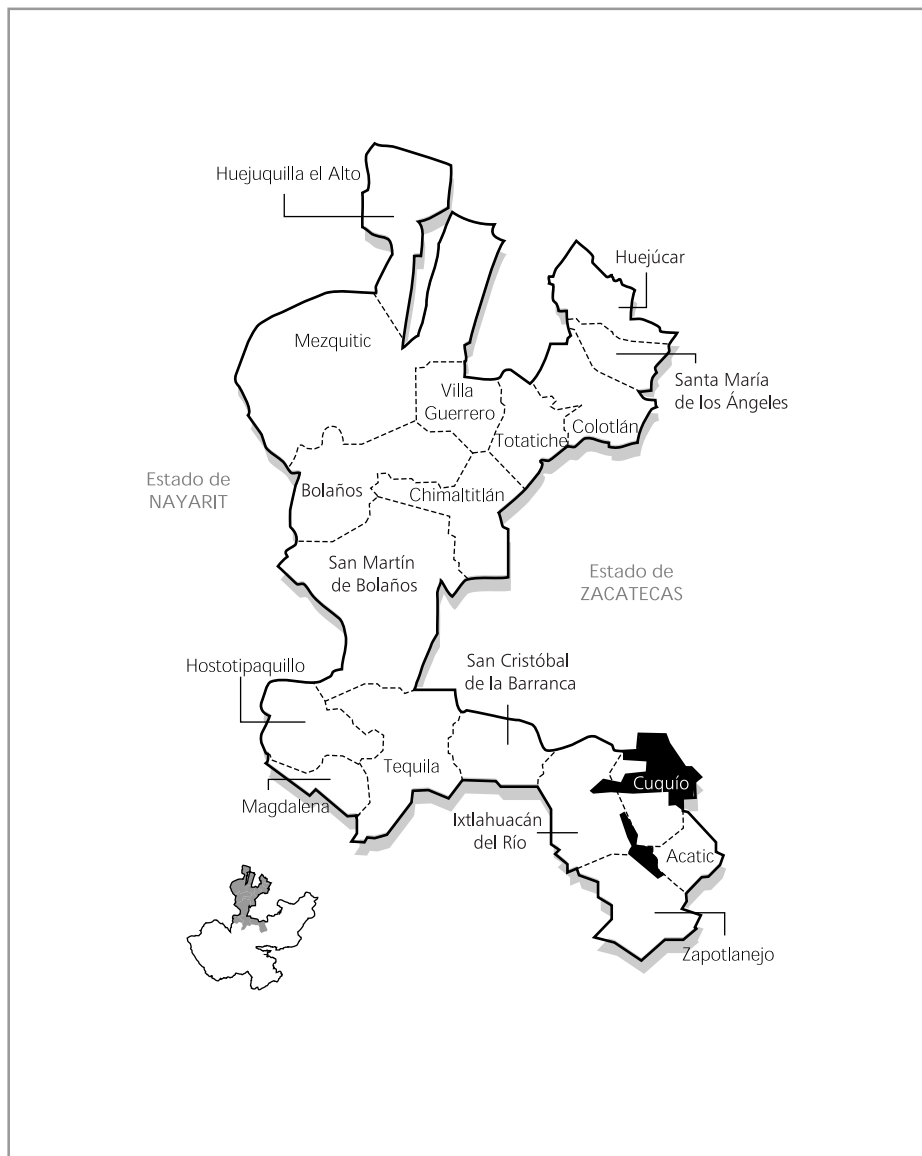 Huejuquilla el Alto
Huejúcar
Mezquitic
Santa María
de los Ángeles
Villa
Guerrero
Colotlán
Totatiche
Estado de
NAYARIT
Bolaños
Chimaltitlán
San Martín
de Bolaños
Estado de
ZACATECAS
Hostotipaquillo
San Cristóbal
de la Barranca
Tequila
Cuquío
Magdalena
Ixtlahuacán
del Río
Acatic
Zapotlanejo